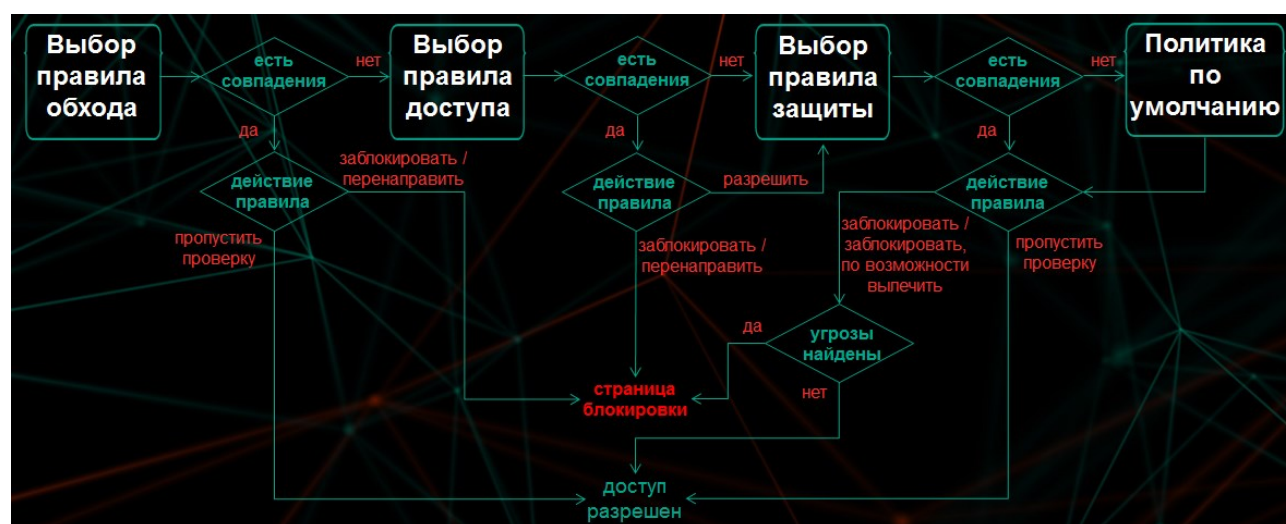 Выбор
правила
обхода
есть
совпадения
нет
Выбор
правила
доступа
есть
совпадения
нет
Выбор
правила
защиты
есть
совпадения
нет
Политика
по
умолчанию
да
да
да
действие
правила
заблокировать /
перенаправить
действие
правила
разрешить
действие
правила
пропустить
проверку
заблокировать /
перенаправить
заблокировать /
заблокировать,
по возможности
выпечить
пропустить
проверку
да
угрозы
найдены
нет
страница
блокировки
доступ
разрешен